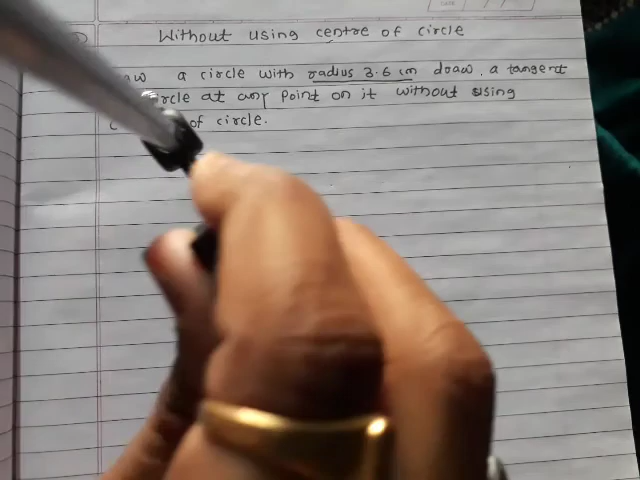 Without using centre of circle
a circle with radius 3.6 cm draw. a tangent
at any point on it without using
of circle.
DATE